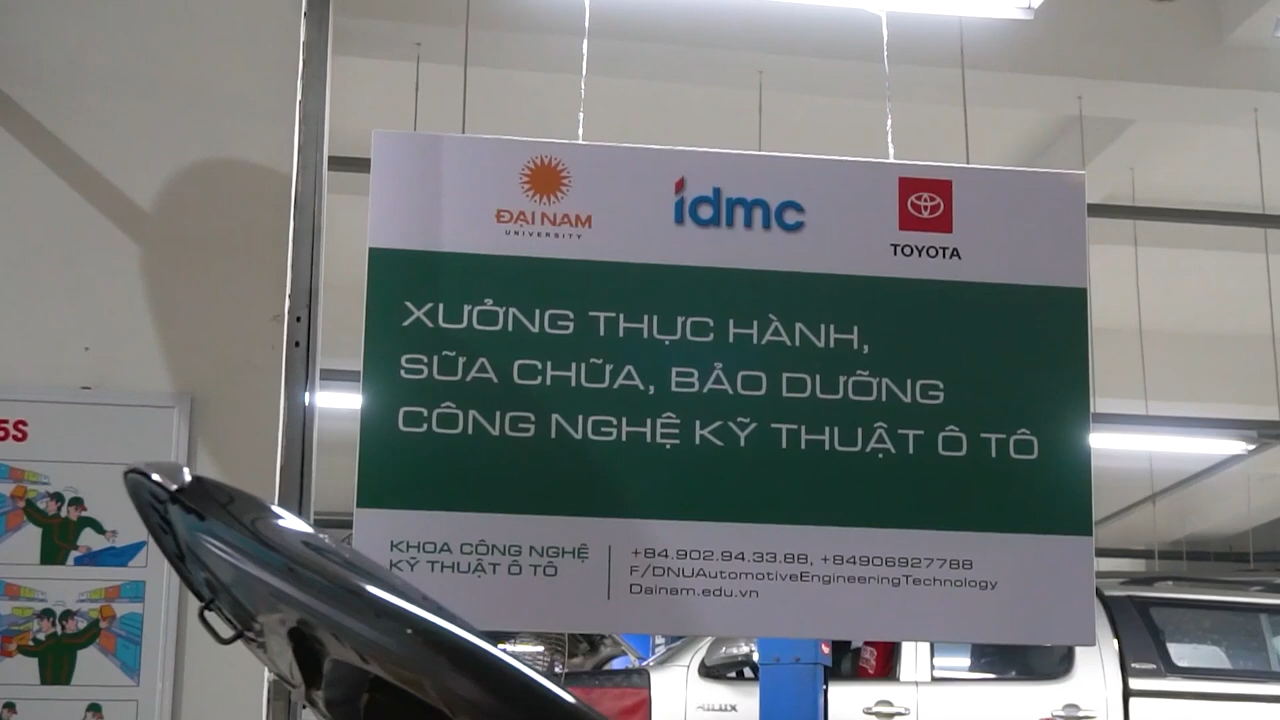 ĐẠI NAM
UNIVERSITY
idmc
TOYOTA
XƯỞNG THỰC HÀNH,
SỬA CHỮA, BẢO DƯỠNG
CÔNG NGHỆ KỸ THUẬT Ô TÔ
KHOA CÔNG NGHỆ
KỸ THUẬT Ô TÔ
+84.902.94.33.88, +84906927788
F/DNUAutomotiveEngineeringTechnology
Dainam.edu.vn
5S
HILUX